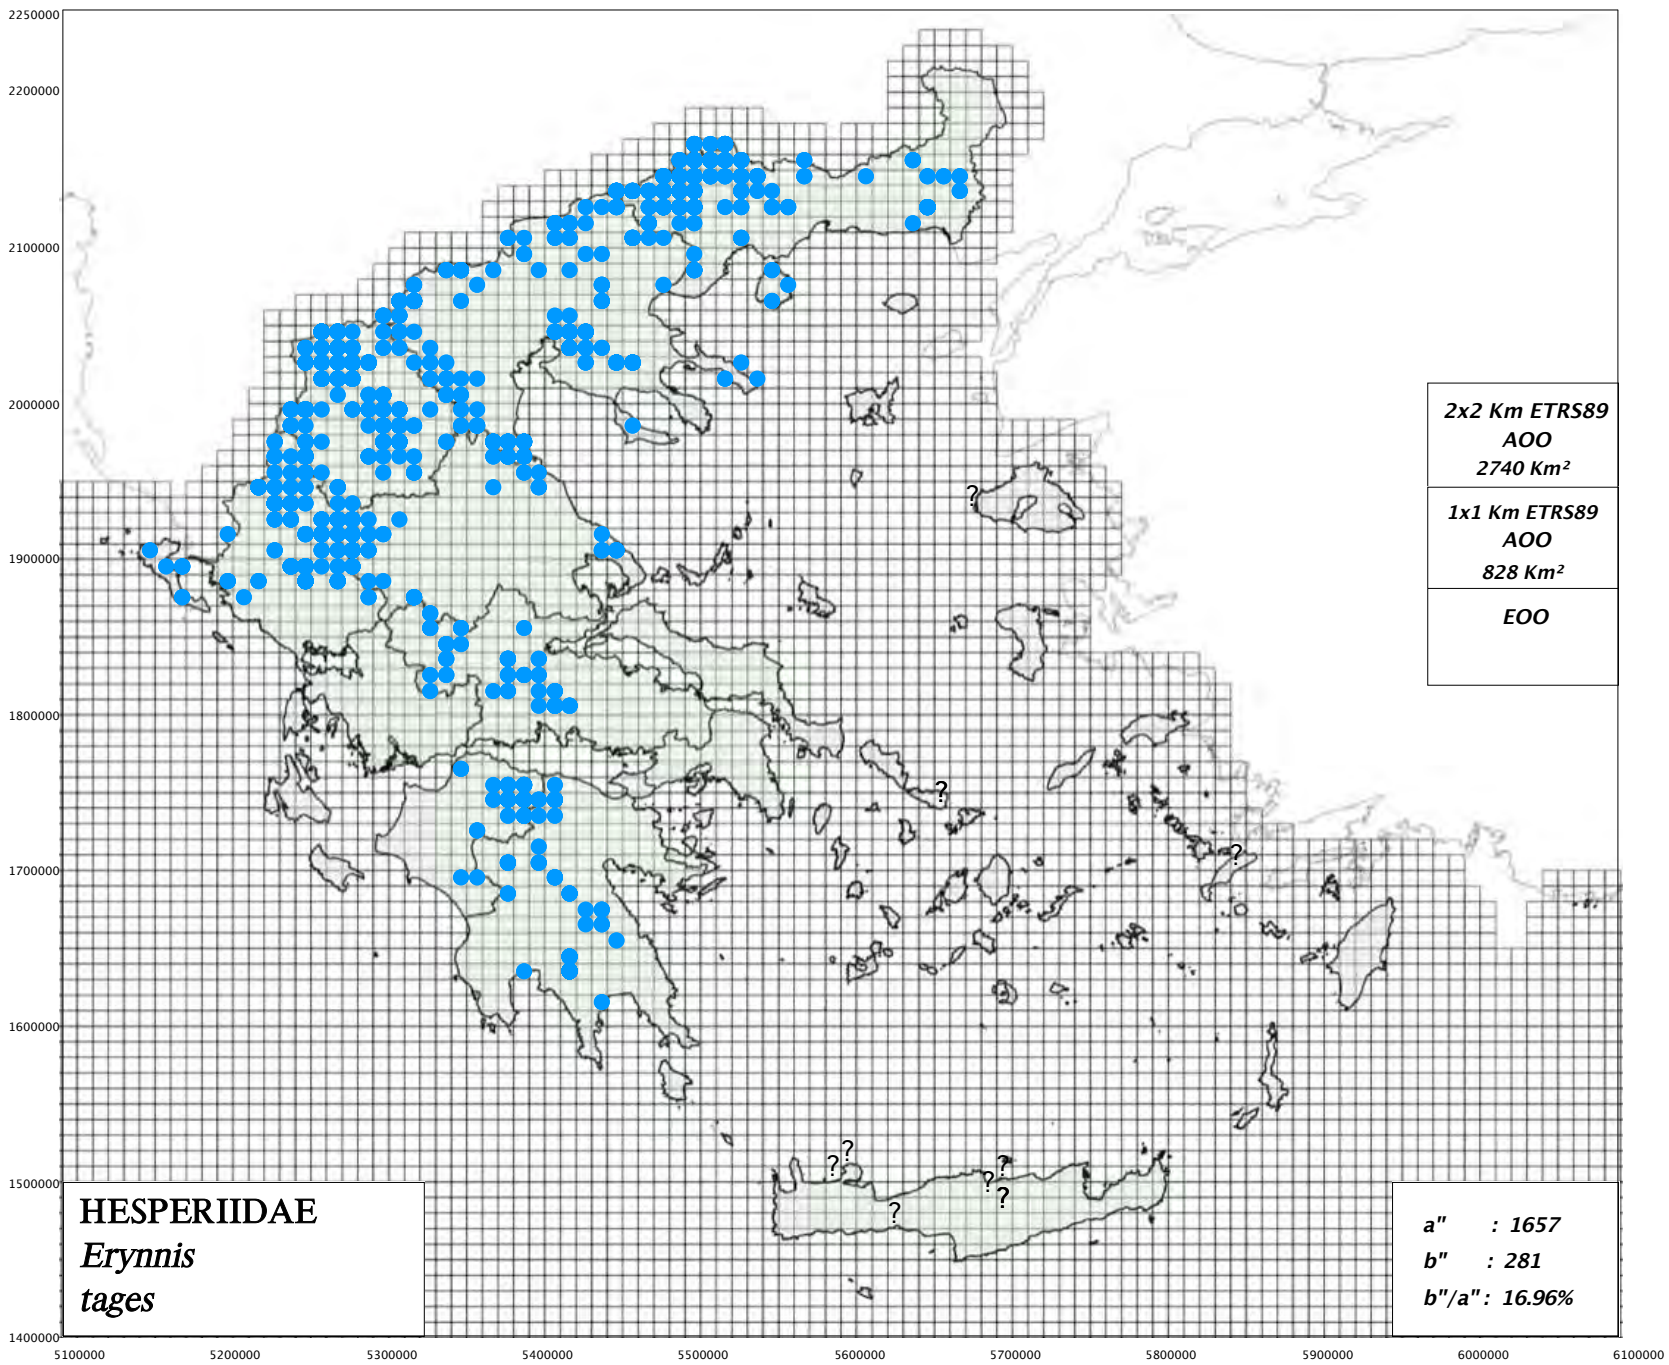 2250000
2200000
2100000
2000000
1900000
1800000
1700000
1600000
1500000
1400000
5100000 5200000 5300000 5400000 5500000 5600000 5700000 5800000 5900000 6000000 6100000
2x2 Km ETRS89
AOO
2740 Km²
1x1 Km ETRS89
AOO
828 Km²
EOO
?
?
?
?
?
?
?
?
?
HESPERIIDAE
Erynnis
tages
a" : 1657
b" : 281
b"/a" : 16.96%